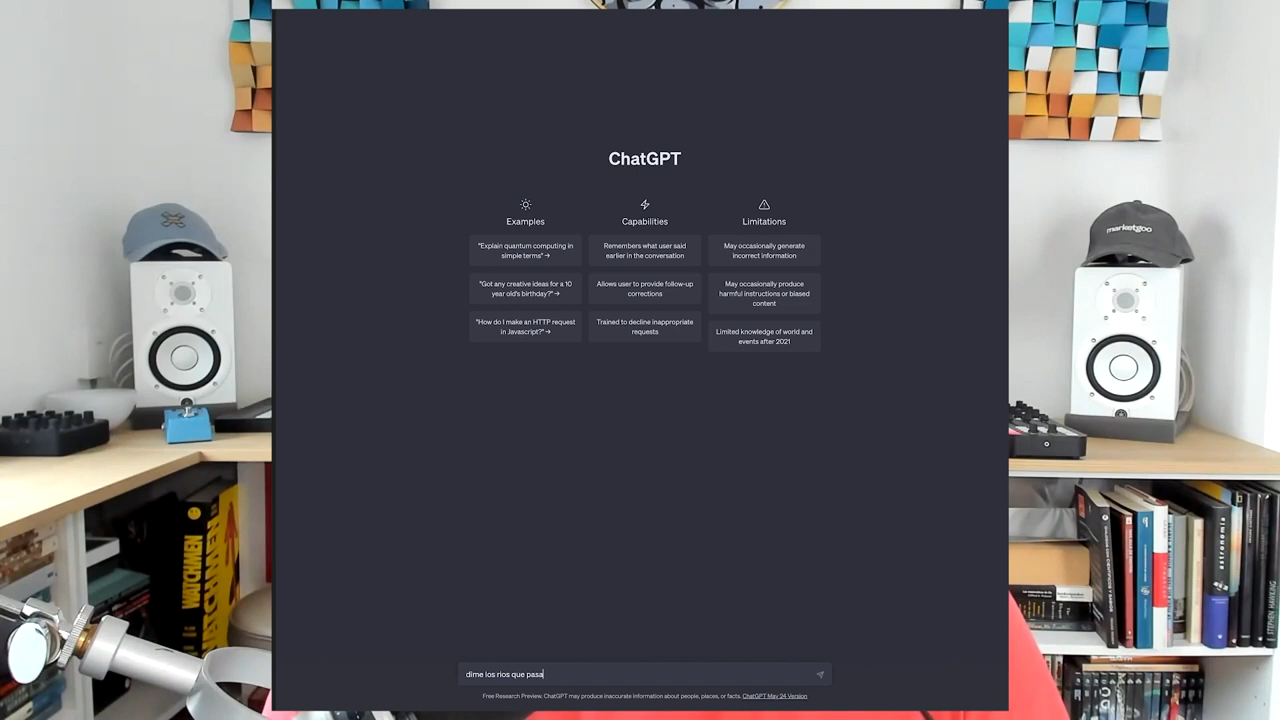 ChatGPT
Examples
"Explain quantum computing in
simple terms" →
"Got any creative ideas for a 10
year old's birthday?" →
"How do I make an HTTP request
in Javascript?" →
Capabilities
Remembers what user said
earlier in the conversation
Allows user to provide follow-up
corrections
Trained to decline inappropriate
requests
Limitations
May occasionally generate
incorrect information
May occasionally produce
harmful instructions or biased
content
Limited knowledge of world and
events after 2021
dime los rios que pasa
Free Research Preview. ChatGPT may produce inaccurate information about people, places, or facts. ChatGPT May 24 Version
marketgoo
WATCHMEN
WATCHMEN
astronomía
STEPHEN HAWKING